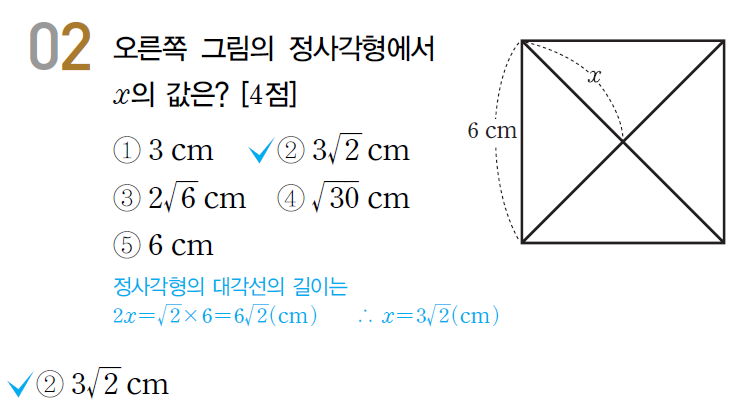 02 오른쪽 그림의 정사각형에서
x의 값은? [4점]
① 3 cm ② 3√2 cm
③ 2√6 cm ④ √30 cm
⑤ 6 cm
정사각형의 대각선의 길이는
2x=√2×6=6√2(cm) ∴ x=3√2(cm)
② 3√2 cm
x
6 cm